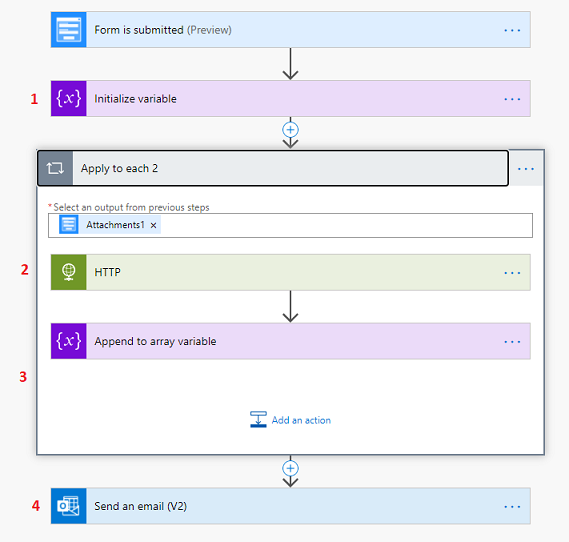 Form is submitted (Preview) ...
1 {x} Initialize variable ...
Apply to each 2 ...
*Select an output from previous steps
Attachments1 ×
2 HTTP ...
{x} Append to array variable ...
3
Add an action
4 Send an email (V2) ...